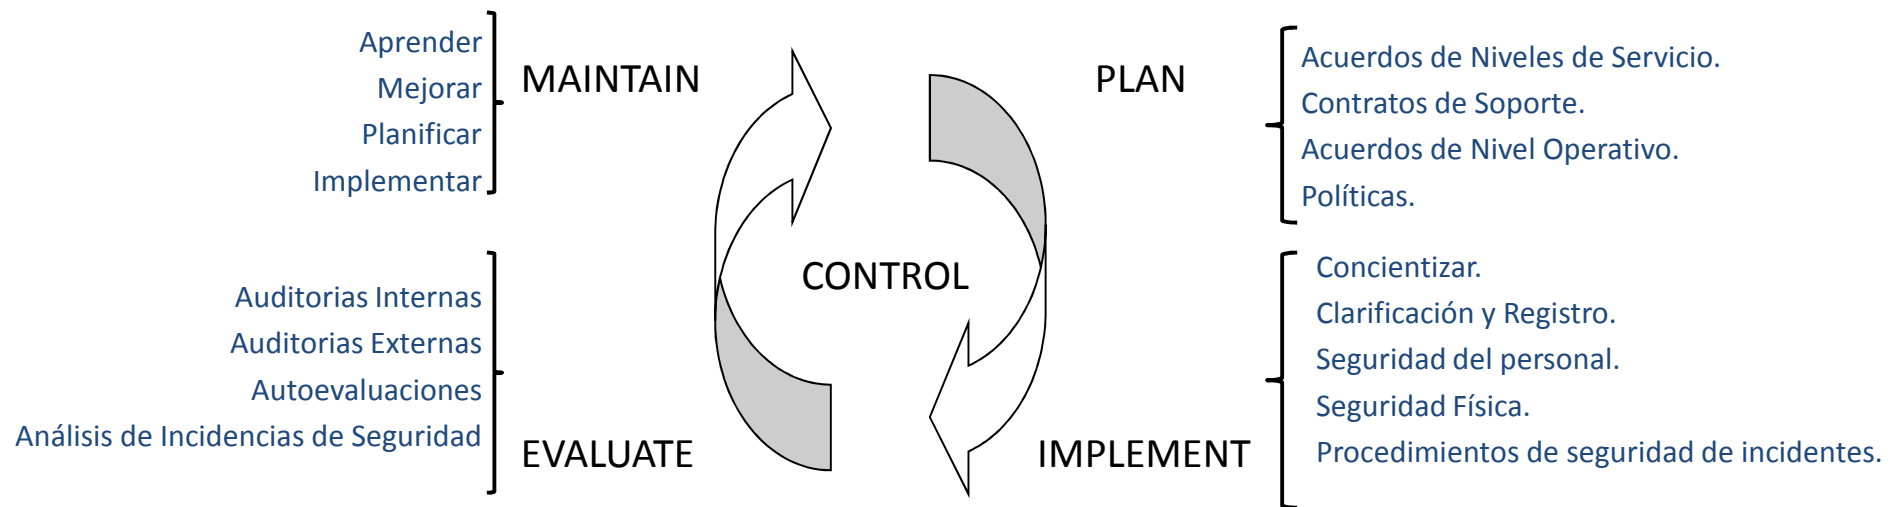 Aprender
Mejorar
Planificar
Implementar
MAINTAIN
PLAN
Acuerdos de Niveles de Servicio.
Contratos de Soporte.
Acuerdos de Nivel Operativo.
Políticas.
CONTROL
Auditorias Internas
Auditorias Externas
Autoevaluaciones
Análisis de Incidencias de Seguridad
EVALUATE
IMPLEMENT
Concientizar.
Clarificación y Registro.
Seguridad del personal.
Seguridad Física.
Procedimientos de seguridad de incidentes.